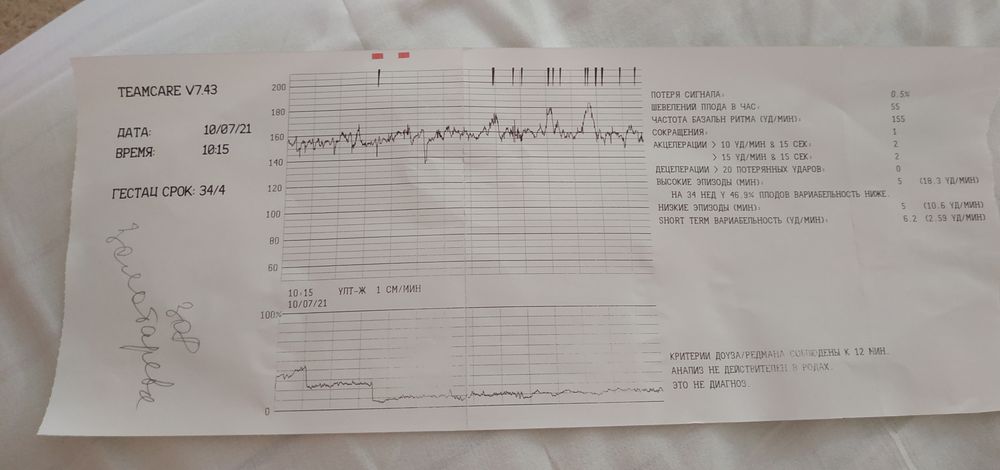 TEAMCARE V7.43
ДАТА: 10/07/21
ВРЕМЯ: 10:15
ГЕСТАЦ СРОК: 34/4
Золотарева
308
200
180
160
140
120
100
80
60
10:15 УЛТ-Ж 1 СМ/МИН
10/07/21
100%
0
ПОТЕРЯ СИГНАЛА: 0.5%
ШЕВЕЛЕНИЙ ПЛОДА В ЧАС: 55
ЧАСТОТА БАЗАЛЬН РИТМА (УД/МИН): 155
СОКРАЩЕНИЯ: 1
АКЦЕЛЕРАЦИИ > 10 УД/МИН & 15 СЕК: 2
> 15 УД/МИН & 15 СЕК: 2
ДЕЦЕЛЕРАЦИИ > 20 ПОТЕРЯННЫХ УДАРОВ: 0
ВЫСОКИЕ ЭПИЗОДЫ (МИН): 5 (18.3 УД/МИН)
НА 34 НЕД У 46.9% ПЛОДОВ ВАРИАБЕЛЬНОСТЬ НИЖЕ.
НИЗКИЕ ЭПИЗОДЫ (МИН): 5 (10.6 УД/МИН)
SHORT TERM ВАРИАБЕЛЬНОСТЬ (УД/МИН): 6.2 (2.59 УД/МИН)
КРИТЕРИИ ДОУЗА/РЕДМАНА СОБЛЮДЕНЫ К 12 МИН.
АНАЛИЗ НЕ ДЕЙСТВИТЕЛЕН В РОДАХ.
ЭТО НЕ ДИАГНОЗ.